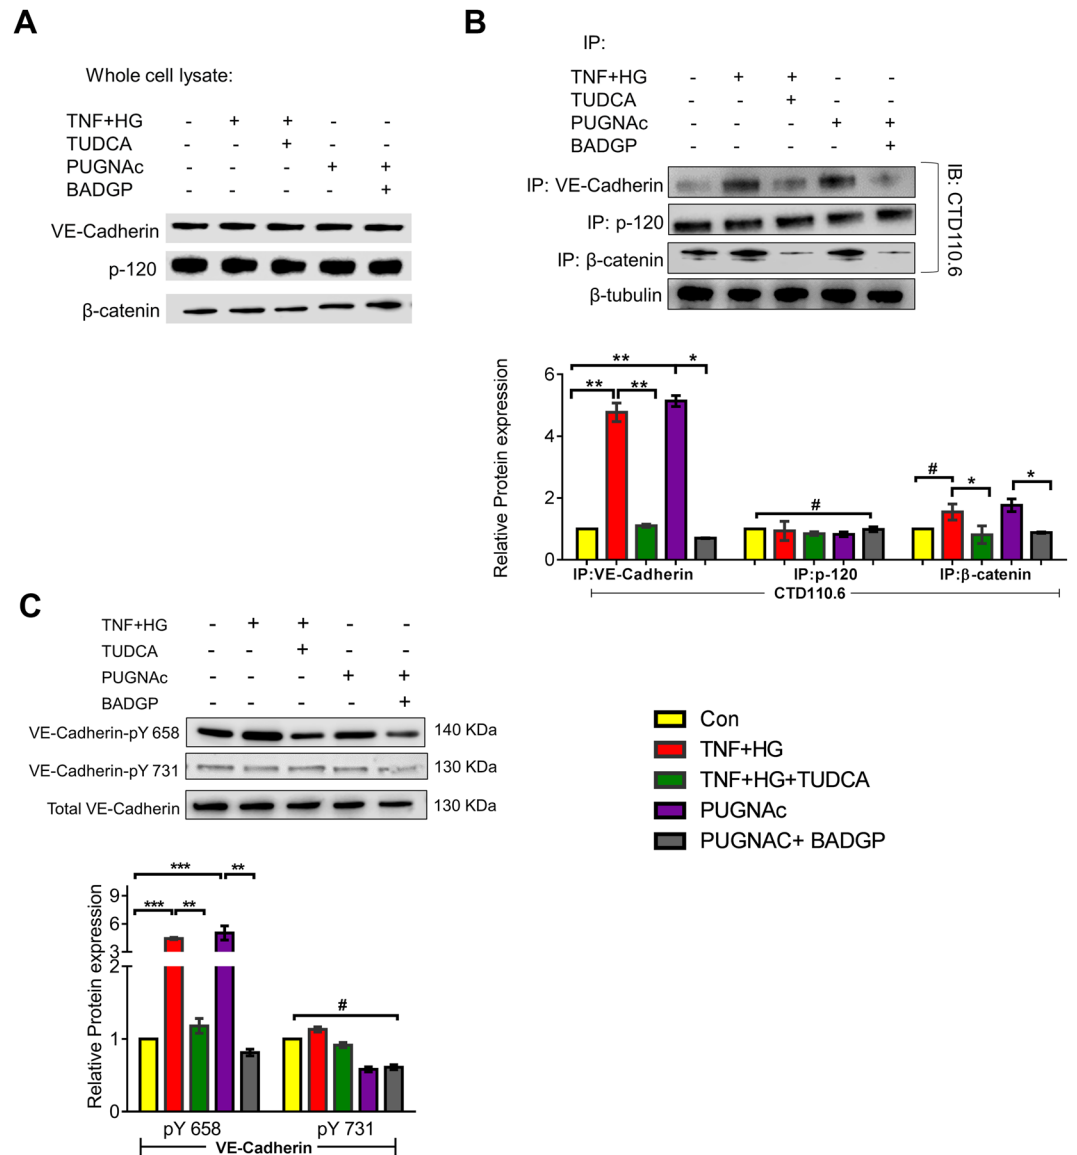 A
Whole cell lysate:
TNF+HG - + + - -
TUDCA - - + - -
PUGNAc - - - + +
BADGP - - - - +
VE-Cadherin
p-120
β-catenin
B
IP:
TNF+HG - + + - -
TUDCA - - + - -
PUGNAc - - - + +
BADGP - - - - +
IP: VE-Cadherin
IP: p-120
IP: β-catenin
β-tubulin
IB: CTD110.6
Relative Protein expression
6
4
2
0
** *
** **
#
# * *
IP:VE-Cadherin IP:p-120 IP:β-catenin
CTD110.6
C
TNF+HG - + + - -
TUDCA - - + - -
PUGNAc - - - + +
BADGP - - - - +
VE-Cadherin-pY 658 140 KDa
VE-Cadherin-pY 731 130 KDa
Total VE-Cadherin 130 KDa
Relative Protein expression
9
6
3
2
1
0
*** **
*** **
#
pY 658 pY 731
VE-Cadherin
Con
TNF+HG
TNF+HG+TUDCA
PUGNAc
PUGNAC+ BADGP